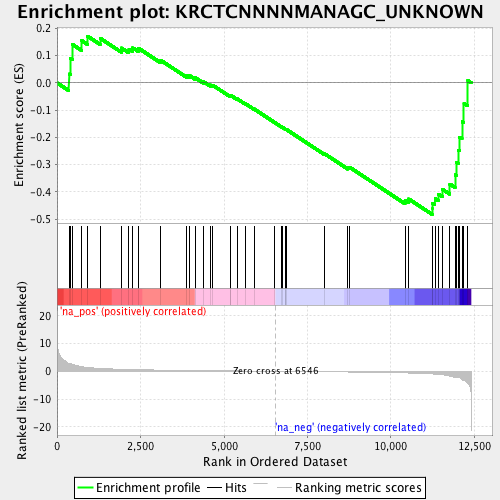 Enrichment plot: KRCTCNNNNMANAGC_UNKNOWN
Enrichment score (ES)
0.2
0.1
0.0
-0.1
-0.2
-0.3
-0.4
-0.5
'na_pos' (positively correlated)
Ranked list metric (PreRanked)
20
10
0
-10
-20
Zero cross at 6546
'na_neg' (negatively correlated)
0 2,500 5,000 7,500 10,000 12,500
Rank in Ordered Dataset
Enrichment profile Hits Ranking metric scores